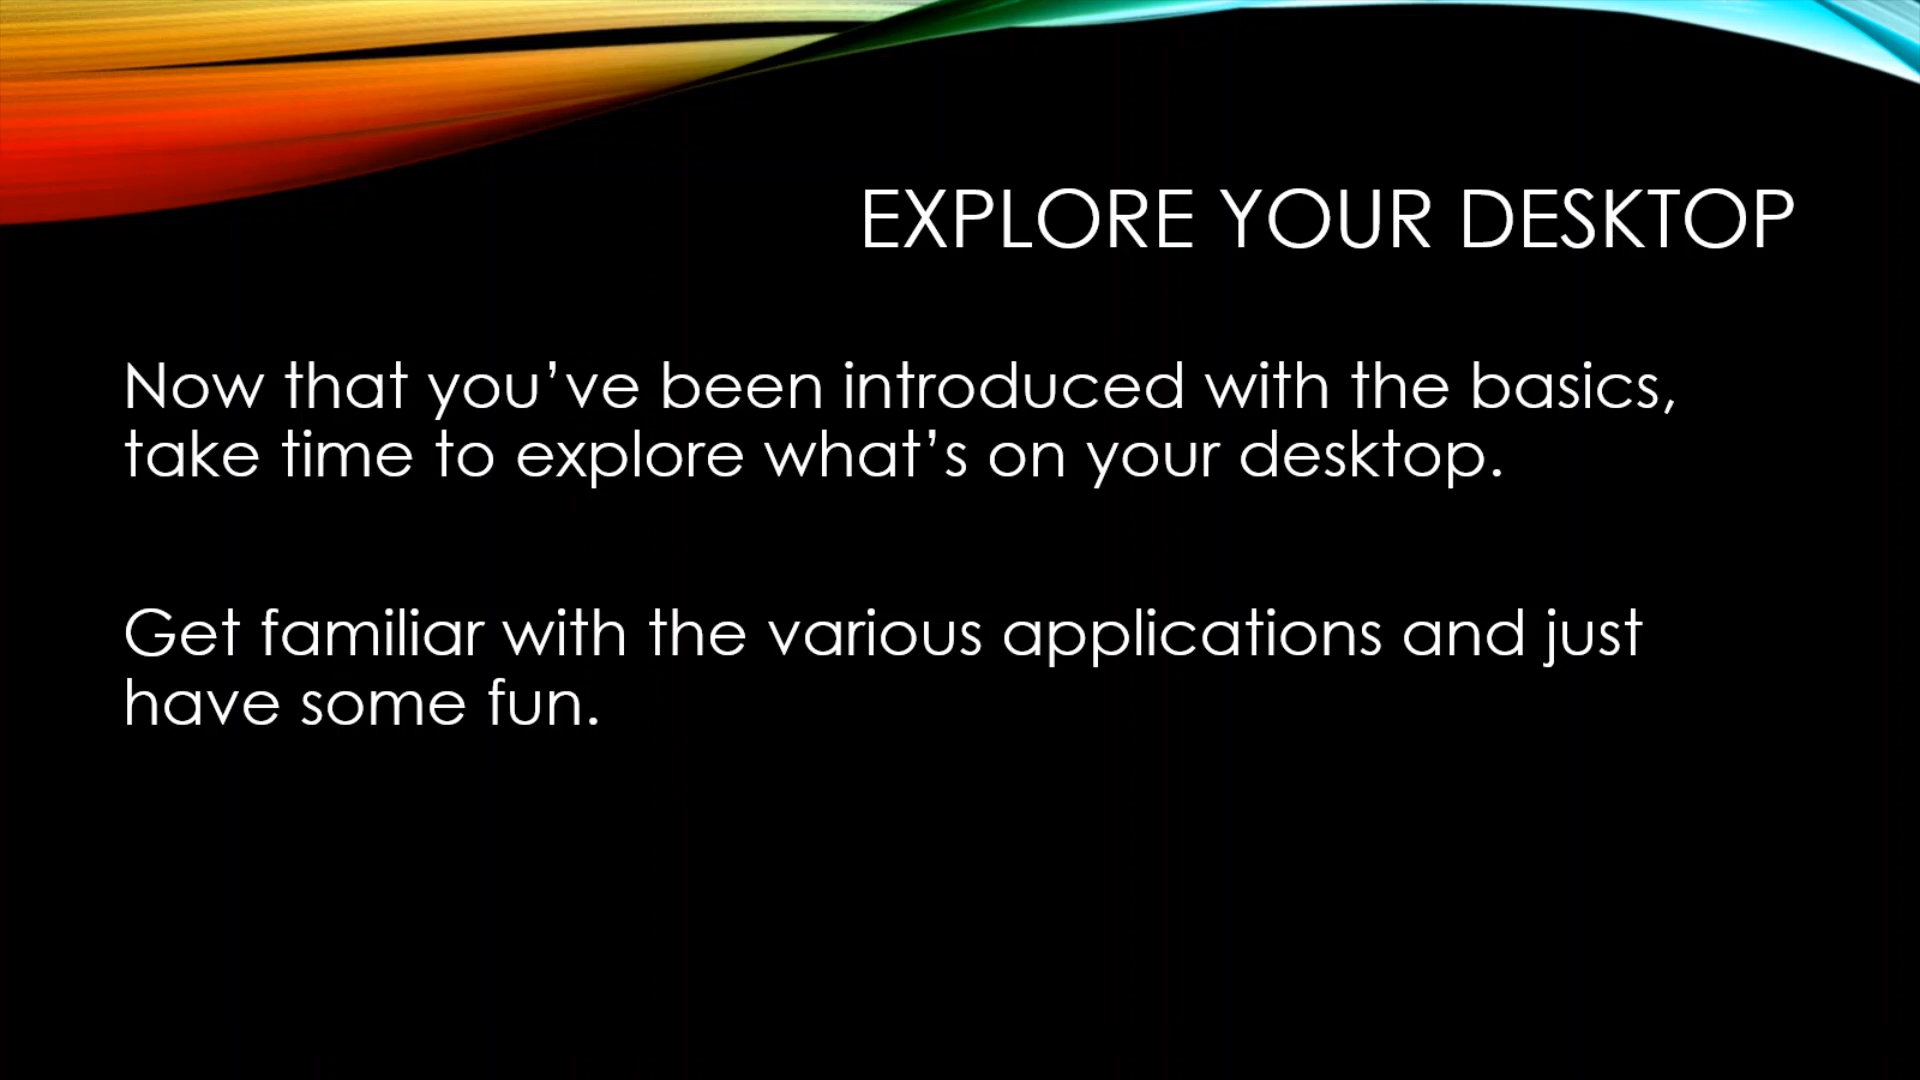 EXPLORE YOUR DESKTOP
Now that you’ve been introduced with the basics,
take time to explore what’s on your desktop.
Get familiar with the various applications and just
have some fun.